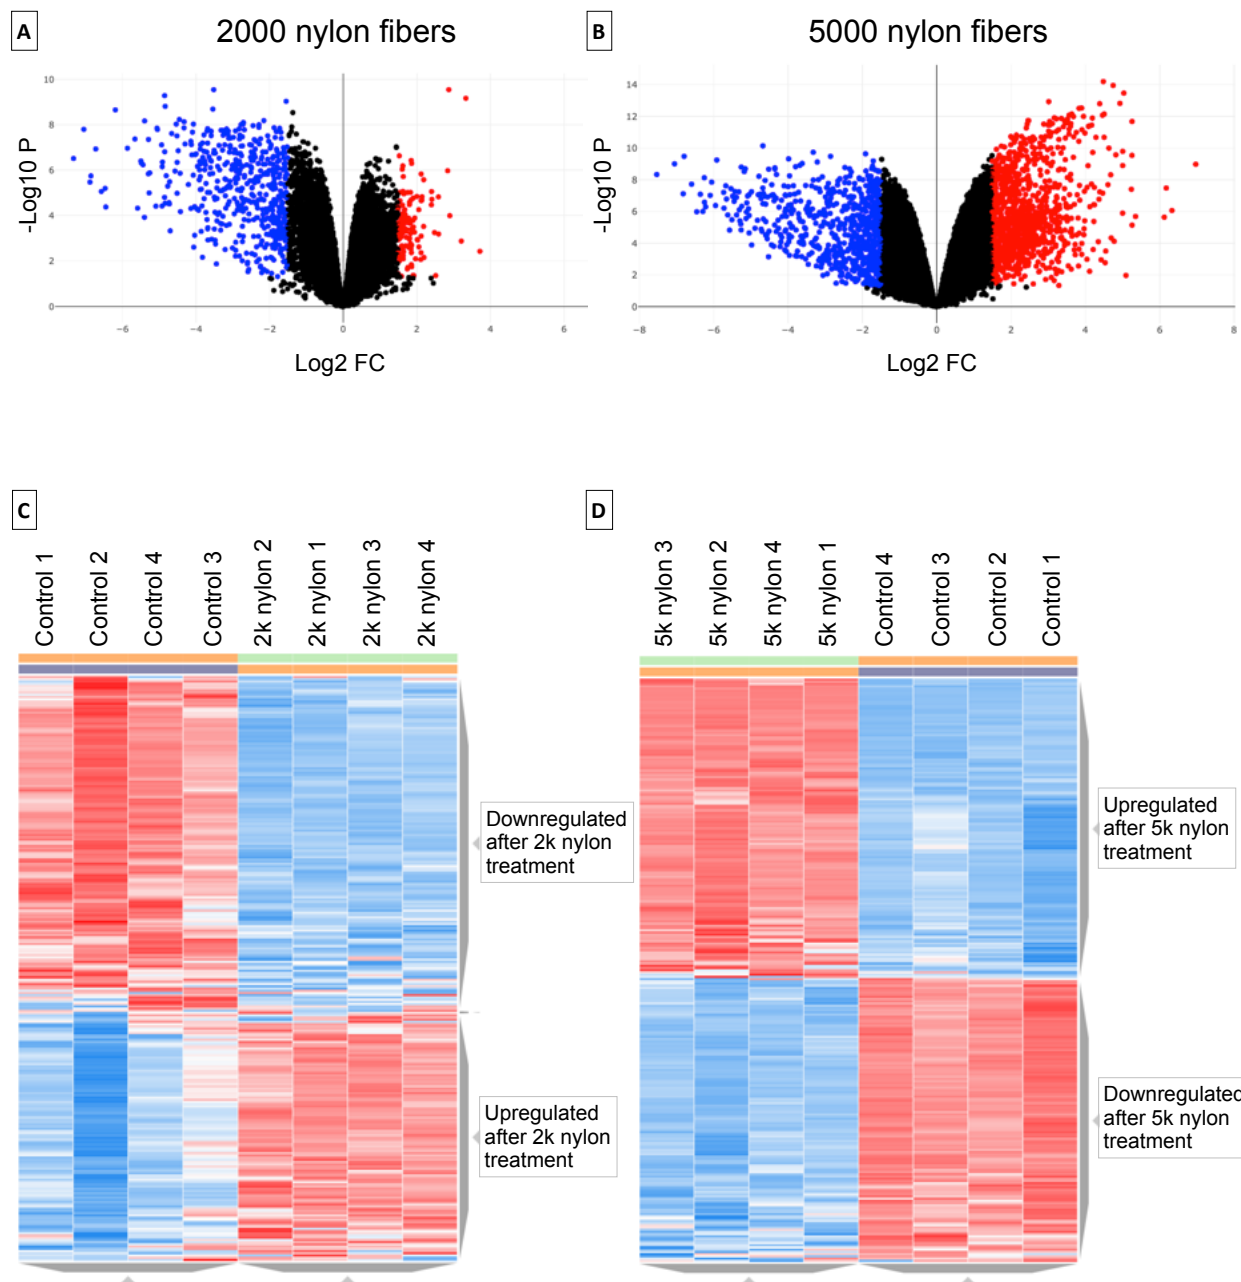 A
2000 nylon fibers
B
5000 nylon fibers
-Log10 P
10
8
6
4
2
0
-6
-4
-2
0
2
4
6
Log2 FC
-Log10 P
14
12
10
8
6
4
2
0
-8
-6
-4
-2
0
2
4
6
8
Log2 FC
C
Control 1
Control 2
Control 4
Control 3
2k nylon 2
2k nylon 1
2k nylon 3
2k nylon 4
Downregulated
after 2k nylon
treatment
Upregulated
after 2k nylon
treatment
D
5k nylon 3
5k nylon 2
5k nylon 4
5k nylon 1
Control 4
Control 3
Control 2
Control 1
Upregulated
after 5k nylon
treatment
Downregulated
after 5k nylon
treatment